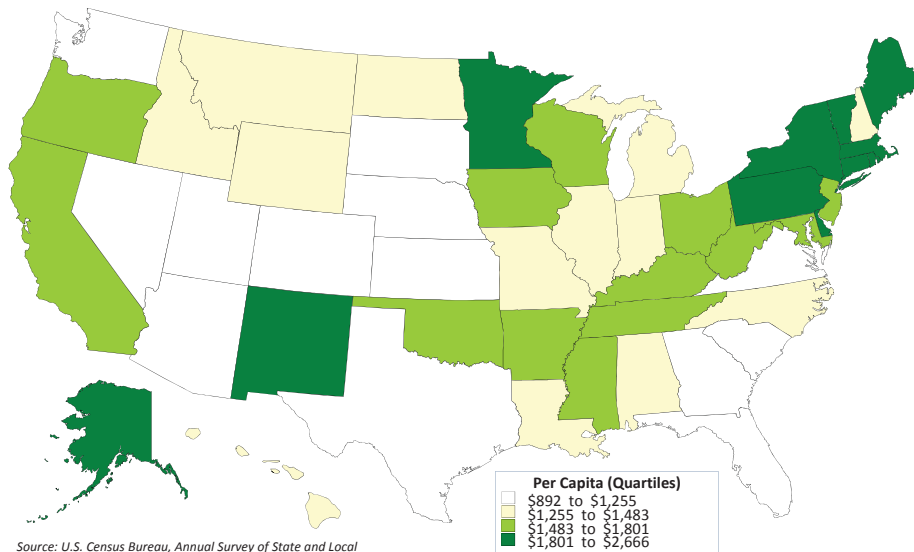 Per Capita (Quartiles)
$892 to $1,255
$1,255 to $1,483
$1,483 to $1,801
$1,801 to $2,666
Source: U.S. Census Bureau, Annual Survey of State and Local